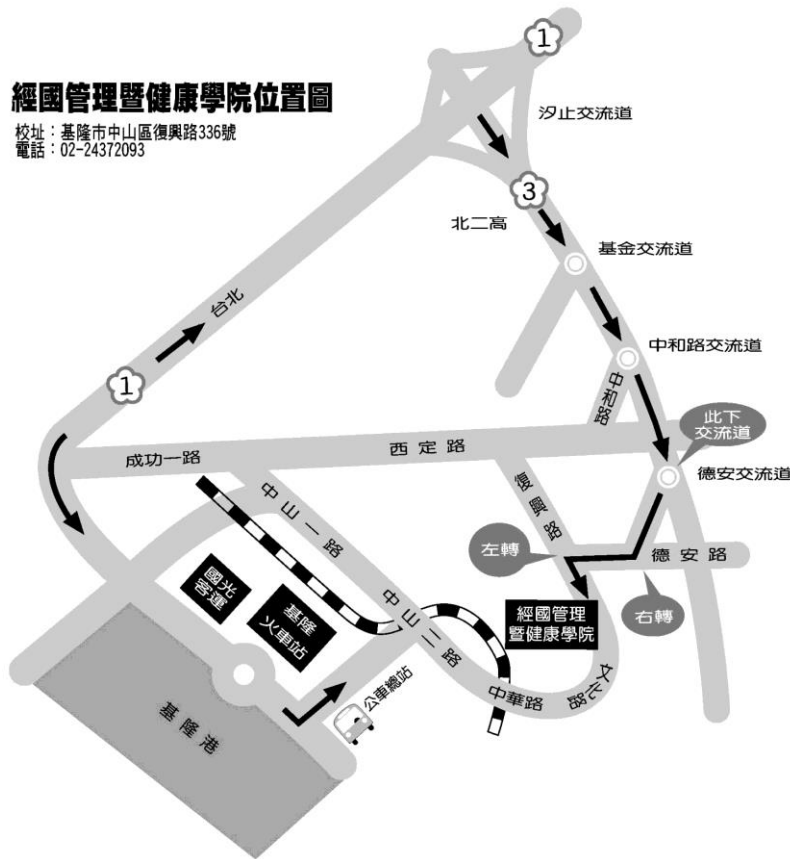 經國管理暨健康學院位置圖
校址：基隆市中山區復興路336號
電話：02-24372093
1
汐止交流道
3
北二高
基金交流道
台北
1
中和路交流道
中和路
此下
交流道
成功一路
西定路
德安交流道
中山一路
復興路
左轉
德安路
右轉
國光
客運
基隆
火車站
中山二路
經國管理
暨健康學院
文化路
中華路
公車總站
基隆港